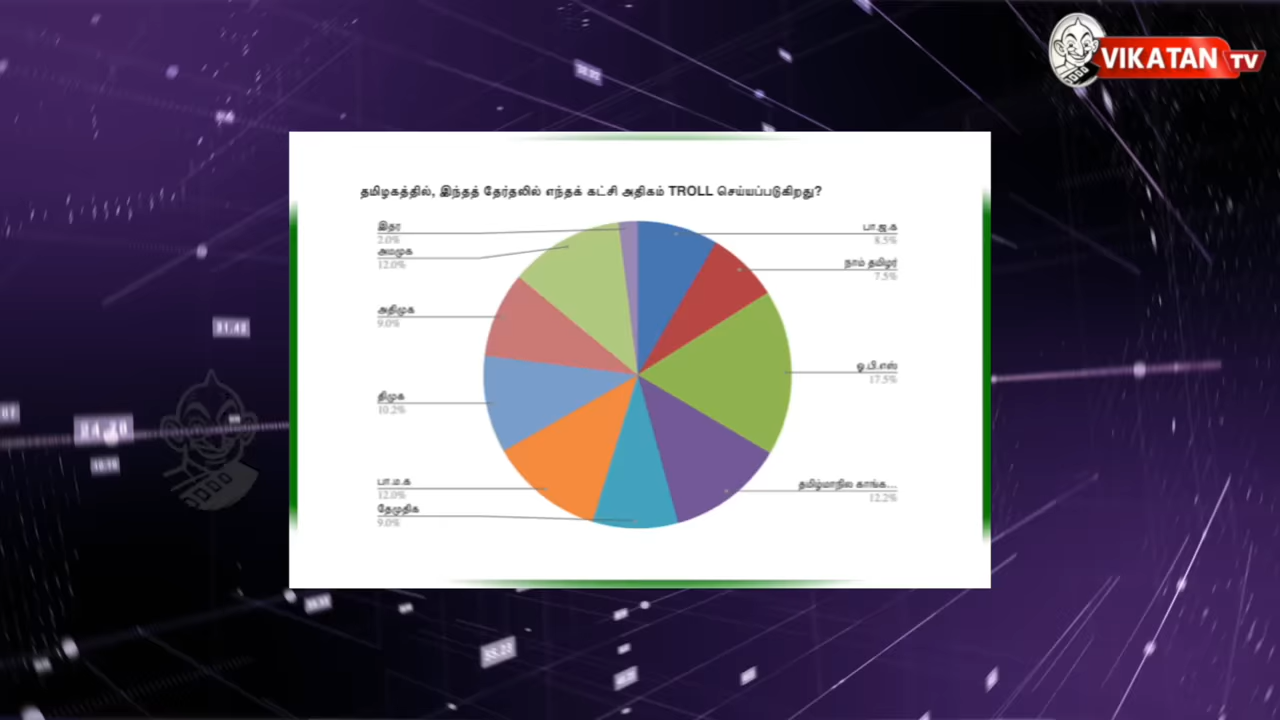 VIKATAN TV
தமிழகத்தில், இந்தத் தேர்தலில் எந்தக் கட்சி அதிகம் TROLL செய்யப்படுகிறது?
இதர
2.0%
அமமுக
12.0%
அதிமுக
9.0%
திமுக
10.2%
பா.ம.க
12.0%
தேமுதிக
9.0%
பா.ஜ.க
8.5%
நாம் தமிழர்
7.5%
ஓ.பி.எஸ்
17.5%
தமிழ்மாநில காங்க...
12.2%